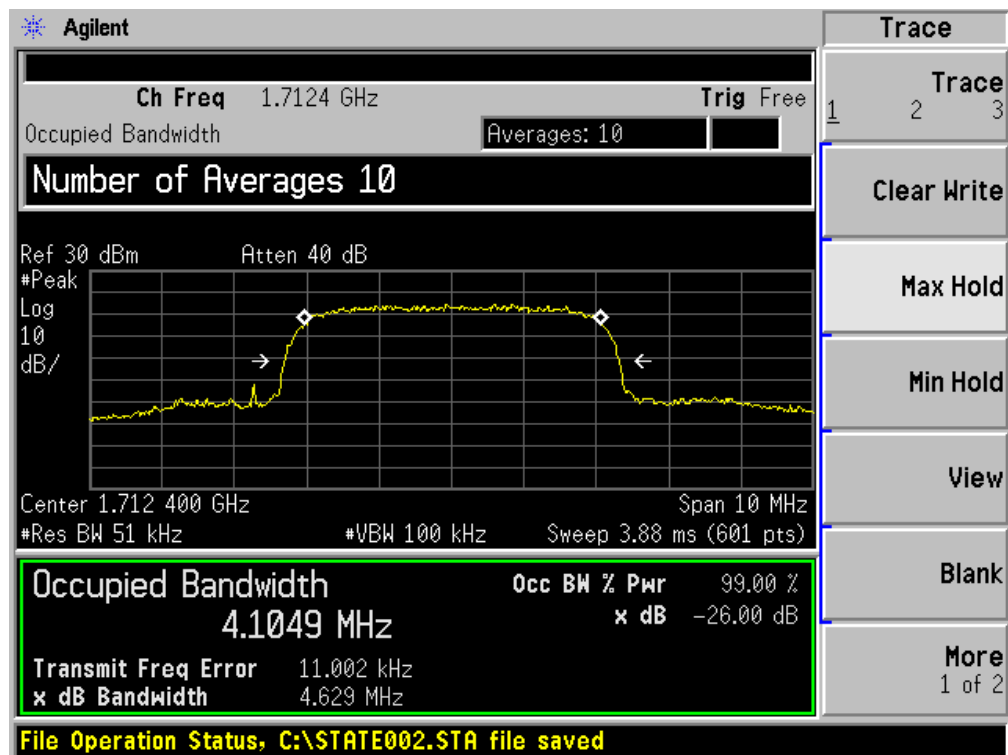 Agilent
Trace
Ch Freq 1.7124 GHz Trig Free
Occupied Bandwidth Averages: 10
Number of Averages 10
Ref 30 dBm Atten 40 dB
#Peak
Log
10
dB/
Center 1.712 400 GHz Span 10 MHz
#Res BW 51 kHz #VBW 100 kHz Sweep 3.88 ms (601 pts)
Occupied Bandwidth Occ BW % Pwr 99.00 %
4.1049 MHz x dB -26.00 dB
Transmit Freq Error 11.002 kHz
x dB Bandwidth 4.629 MHz
File Operation Status, C:\STATE002.STA file saved
Trace
1 2 3
Clear Write
Max Hold
Min Hold
View
Blank
More
1 of 2